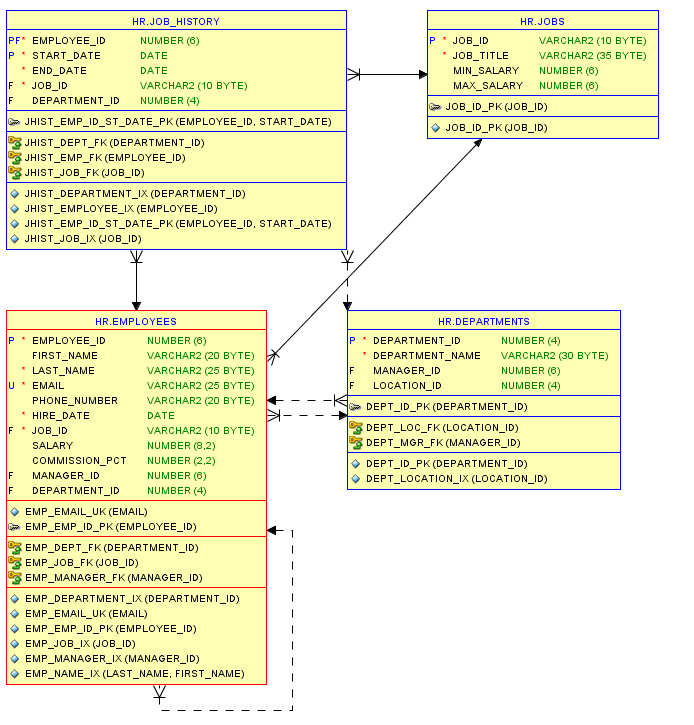 HR.JOB_HISTORY
PF* EMPLOYEE_ID NUMBER (6)
P * START_DATE DATE
* END_DATE DATE
F * JOB_ID VARCHAR2 (10 BYTE)
F DEPARTMENT_ID NUMBER (4)
JHIST_EMP_ID_ST_DATE_PK (EMPLOYEE_ID, START_DATE)
JHIST_DEPT_FK (DEPARTMENT_ID)
JHIST_EMP_FK (EMPLOYEE_ID)
JHIST_JOB_FK (JOB_ID)
JHIST_DEPARTMENT_IX (DEPARTMENT_ID)
JHIST_EMPLOYEE_IX (EMPLOYEE_ID)
JHIST_EMP_ID_ST_DATE_PK (EMPLOYEE_ID, START_DATE)
JHIST_JOB_IX (JOB_ID)
HR.JOBS
P * JOB_ID VARCHAR2 (10 BYTE)
* JOB_TITLE VARCHAR2 (35 BYTE)
MIN_SALARY NUMBER (6)
MAX_SALARY NUMBER (6)
JOB_ID_PK (JOB_ID)
JOB_ID_PK (JOB_ID)
HR.EMPLOYEES
P * EMPLOYEE_ID NUMBER (6)
FIRST_NAME VARCHAR2 (20 BYTE)
* LAST_NAME VARCHAR2 (25 BYTE)
U * EMAIL VARCHAR2 (25 BYTE)
PHONE_NUMBER VARCHAR2 (20 BYTE)
* HIRE_DATE DATE
F * JOB_ID VARCHAR2 (10 BYTE)
SALARY NUMBER (8,2)
COMMISSION_PCT NUMBER (2,2)
F MANAGER_ID NUMBER (6)
F DEPARTMENT_ID NUMBER (4)
EMP_EMAIL_UK (EMAIL)
EMP_EMP_ID_PK (EMPLOYEE_ID)
EMP_DEPT_FK (DEPARTMENT_ID)
EMP_JOB_FK (JOB_ID)
EMP_MANAGER_FK (MANAGER_ID)
EMP_DEPARTMENT_IX (DEPARTMENT_ID)
EMP_EMAIL_UK (EMAIL)
EMP_EMP_ID_PK (EMPLOYEE_ID)
EMP_JOB_IX (JOB_ID)
EMP_MANAGER_IX (MANAGER_ID)
EMP_NAME_IX (LAST_NAME, FIRST_NAME)
HR.DEPARTMENTS
P * DEPARTMENT_ID NUMBER (4)
* DEPARTMENT_NAME VARCHAR2 (30 BYTE)
F MANAGER_ID NUMBER (6)
F LOCATION_ID NUMBER (4)
DEPT_ID_PK (DEPARTMENT_ID)
DEPT_LOC_FK (LOCATION_ID)
DEPT_MGR_FK (MANAGER_ID)
DEPT_ID_PK (DEPARTMENT_ID)
DEPT_LOCATION_IX (LOCATION_ID)